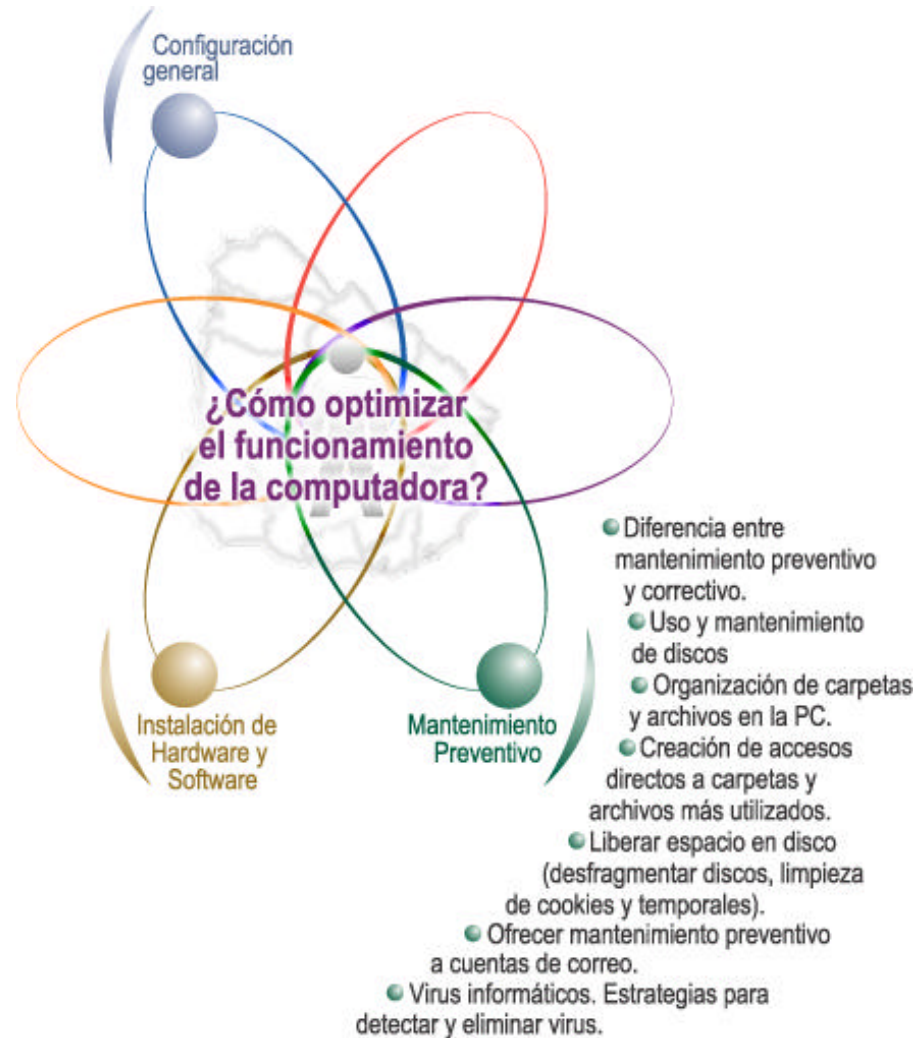 Configuración
general
¿Cómo optimizar
el funcionamiento
de la computadora?
Instalación de
Hardware y
Software
Mantenimiento
Preventivo
Diferencia entre
mantenimiento preventivo
y correctivo.
Uso y mantenimiento
de discos
Organización de carpetas
y archivos en la PC.
Creación de accesos
directos a carpetas y
archivos más utilizados.
Liberar espacio en disco
(desfragmentar discos, limpieza
de cookies y temporales).
Ofrecer mantenimiento preventivo
a cuentas de correo.
Virus informáticos. Estrategias para
detectar y eliminar virus.